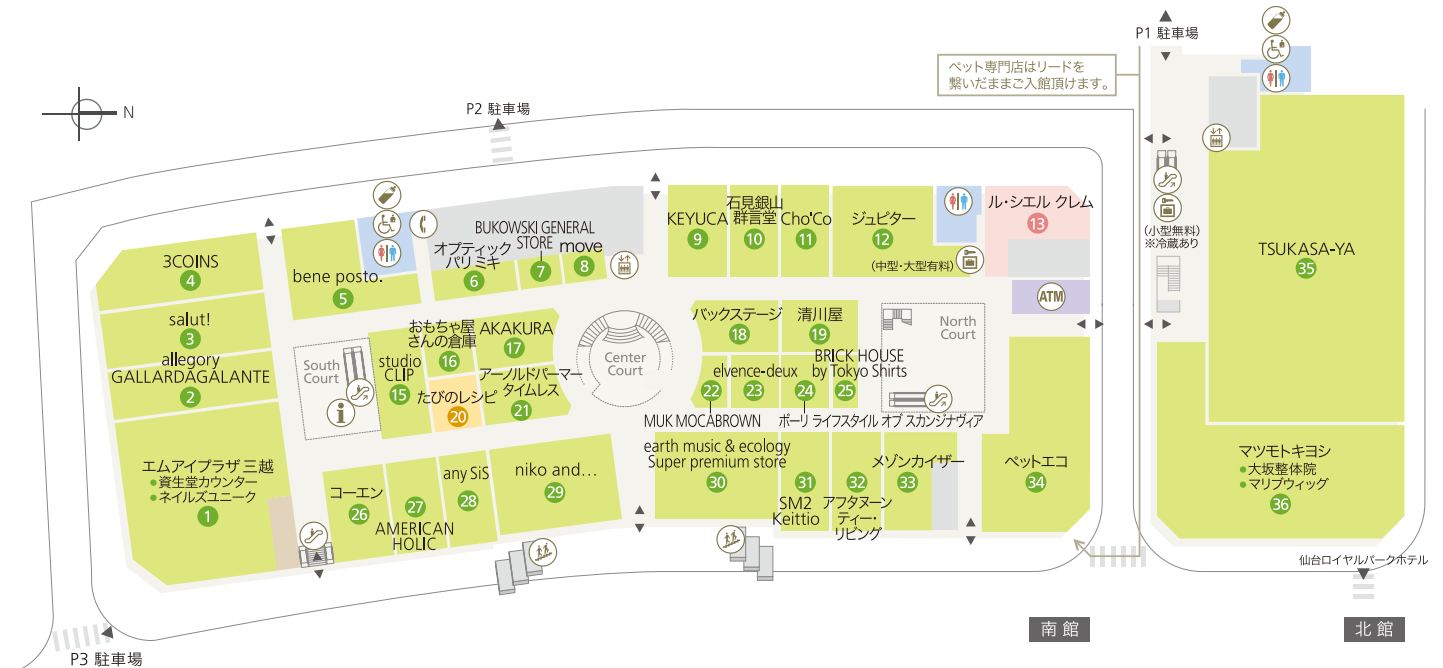 P1 駐車場
ペット専門店はリードを
繋いだままご入館頂けます。
N
P2 駐車場
(小型無料)
※冷蔵あり
TSUKASA-YA
35
マツモトキヨシ
●大坂整体院
●マリブウィッグ
36
仙台ロイヤルパークホテル
北館
3COINS
4
salut!
3
allegory
GALLARDAGALANTE
2
エムアイプラザ三越
●資生堂カウンター
●ネイルズユニーク
1
bene posto.
5
オプティック
パリミキ
6
BUKOWSKI GENERAL
STORE
7
move
8
KEYUCA
9
石見銀山
群言堂
10
Cho'Co
11
ジュピター
12
(中型・大型有料)
ル・シエル クレム
13
ATM
South
Court
i
studio
CLIP
15
おもちゃ屋
さんの倉庫
16
AKAKURA
17
たびのレシピ
20
アーノルドパーマー
タイムレス
21
Center
Court
バックステージ
18
清川屋
19
North
Court
22
MUK MOCABROWN
elvence-deux
23
24
ボーリ ライフスタイル オブ スカンジナヴィア
BRICK HOUSE
by Tokyo Shirts
25
コーエン
26
27
AMERICAN
HOLIC
any SiS
28
niko and...
29
earth music & ecology
Super premium store
30
31
SM2
Keittio
32
アフタヌーン
ティー・
リビング
メゾンカイザー
33
ペットエコ
34
南館
P3 駐車場